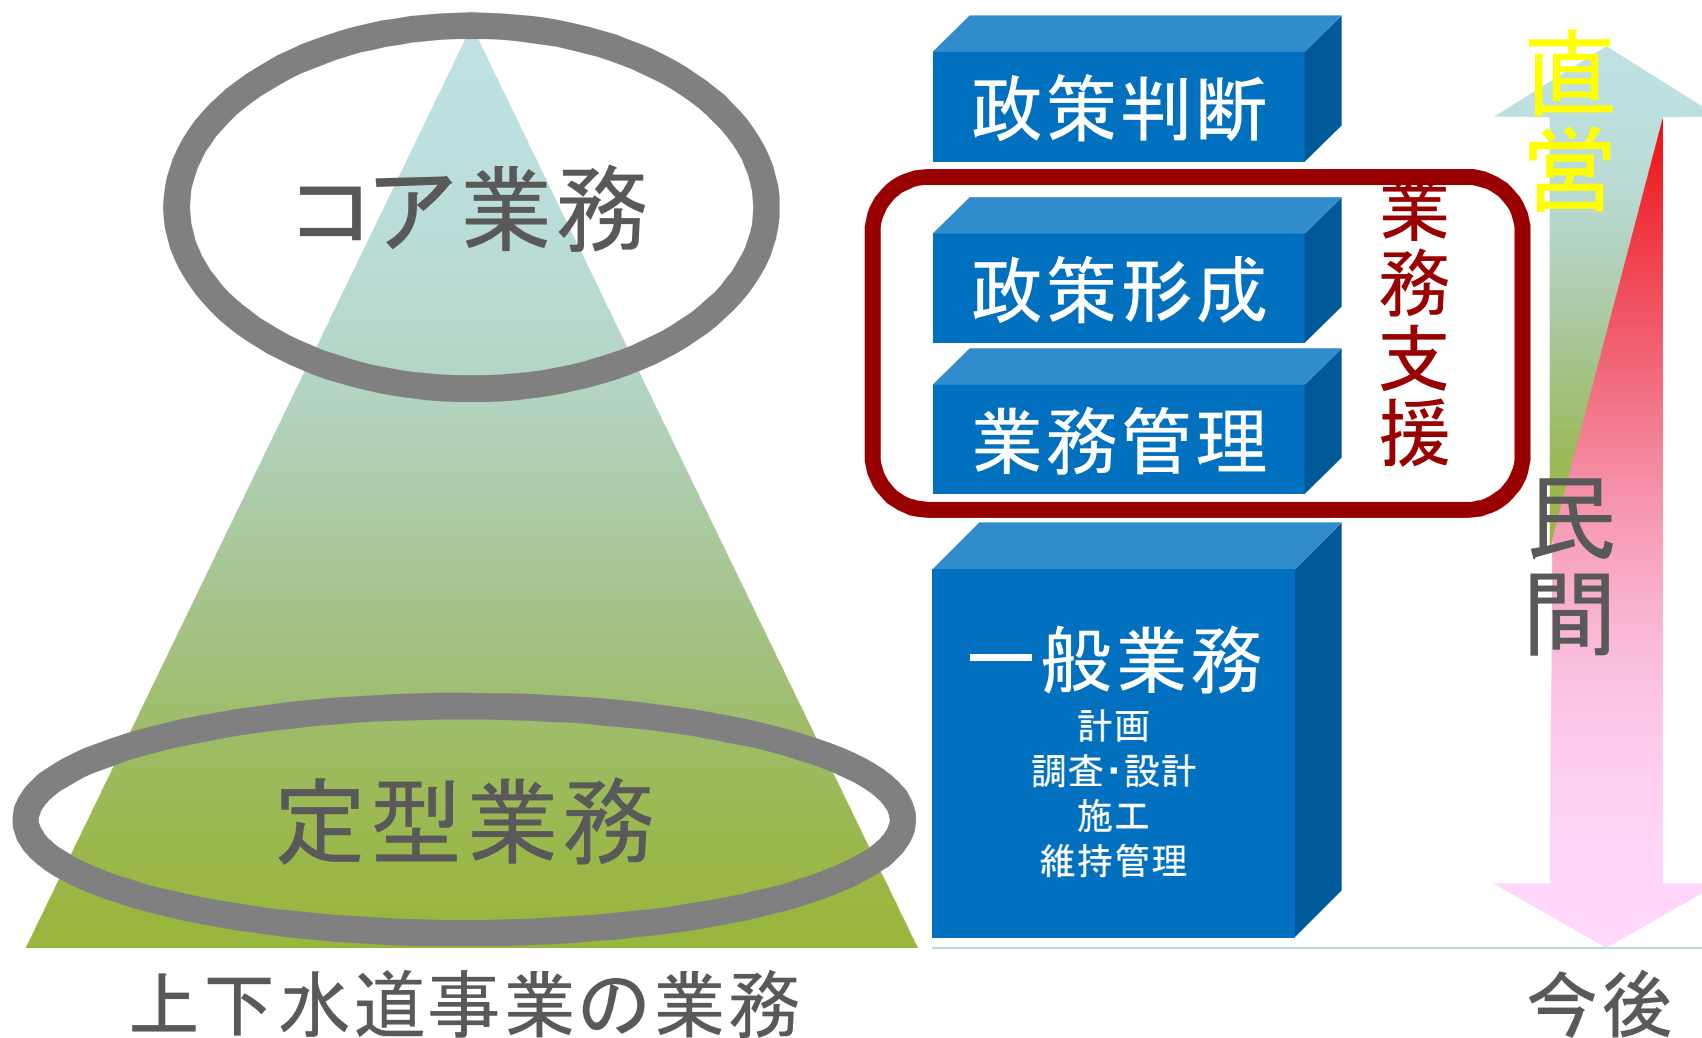 コア業務
定型業務
上下水道事業の業務
政策判断
政策形成
業務管理
業務支援
一般業務
計画
調査・設計
施工
維持管理
直営
民間
今後